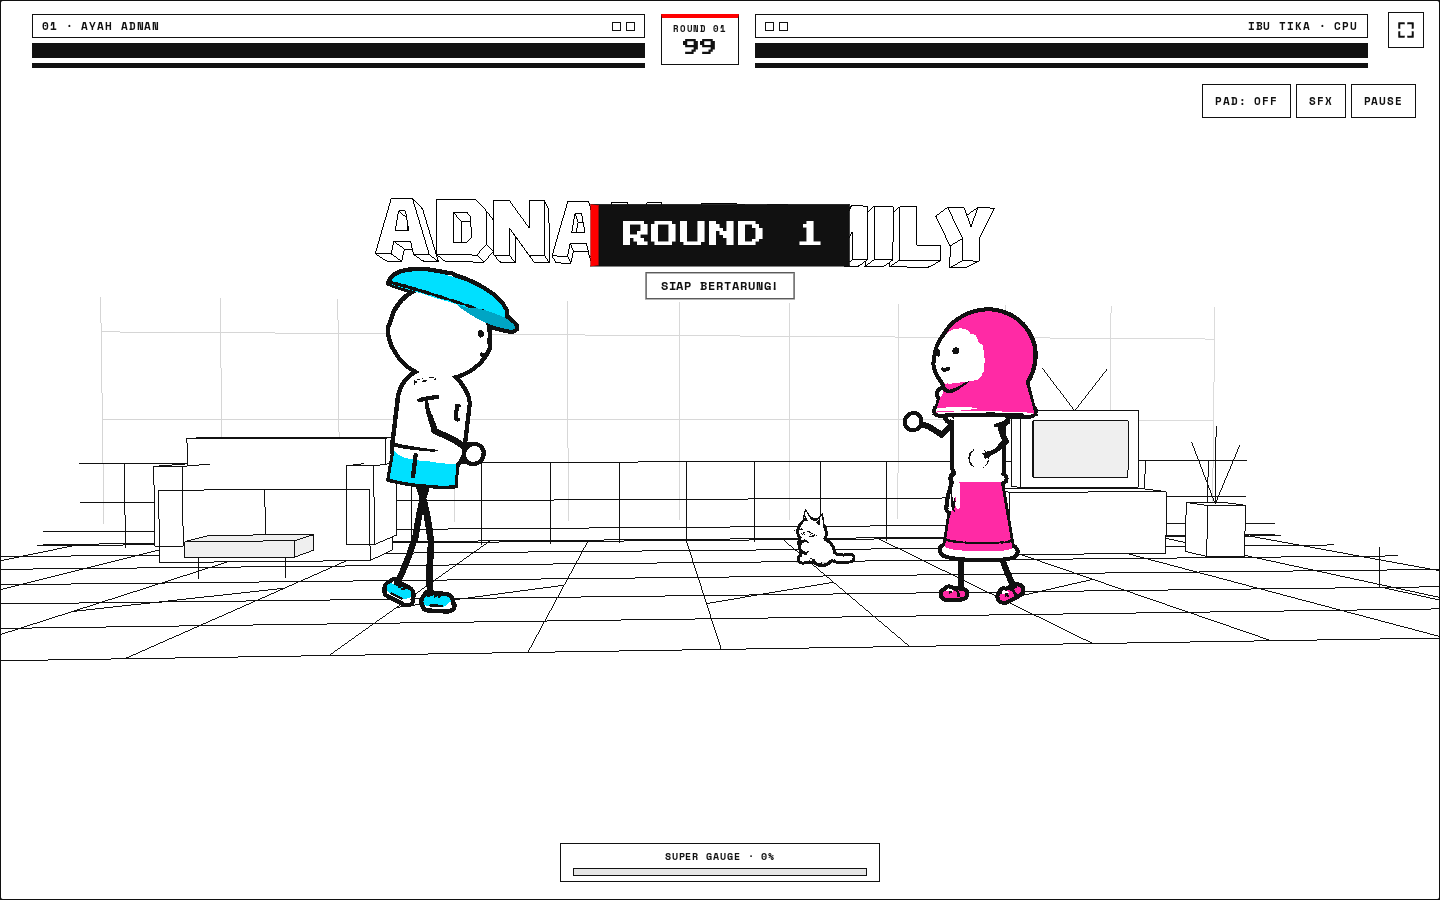 01 · AYAH ADNAN
ROUND 01
99
IBU TIKA · CPU
PAD: OFF
SFX
PAUSE
ROUND 1
SIAP BERTARUNG!
SUPER GAUGE · 0%